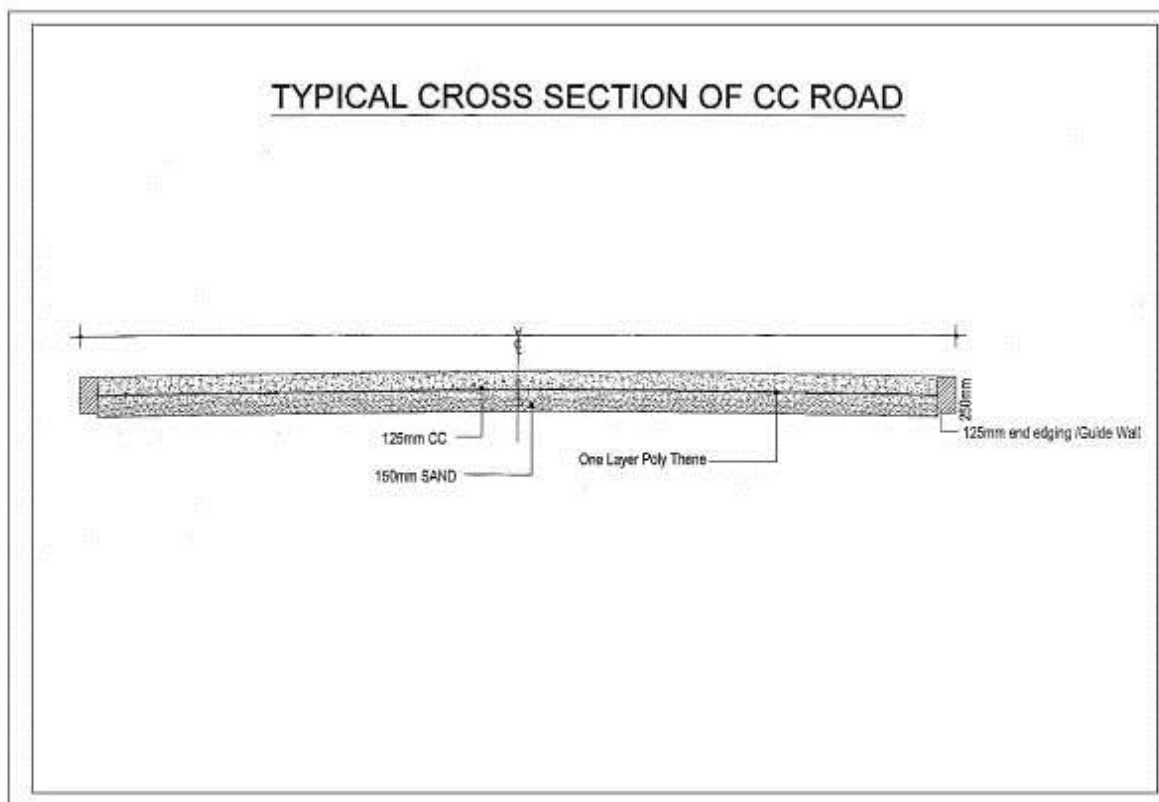 TYPICAL CROSS SECTION OF CC ROAD
250mm
125mm CC
125mm end edging /Guide Wall
One Layer Poly Thene
150mm SAND